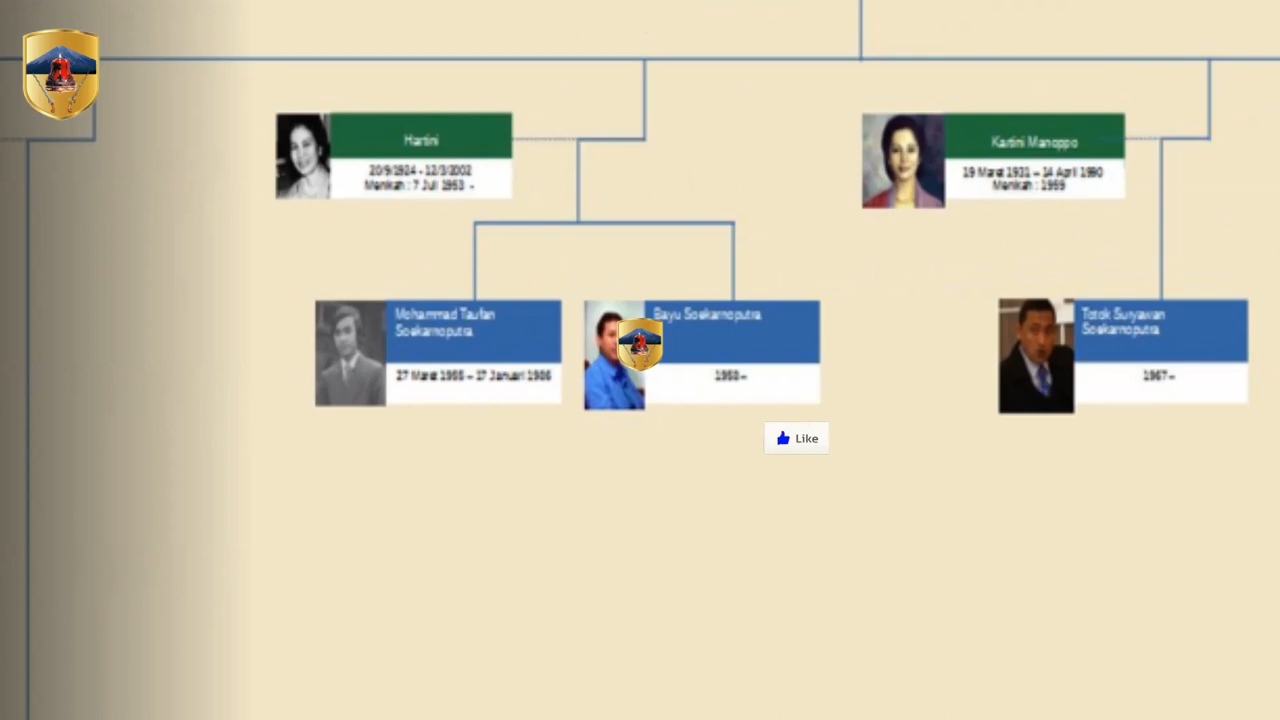 Hartini
20/9/1924 - 12/3/2002
Menikah : 7 Juli 1953 -
Kartini Manoppo
19 Maret 1931 – 14 April 1990
Menikah : 1959
Mohammad Taufan
Soekarnoputra
27 Maret – 17 Januari 1986
Bayu Soekarnoputra
1958 –
Totok Suryawan
Soekarnoputra
1967 –
Like